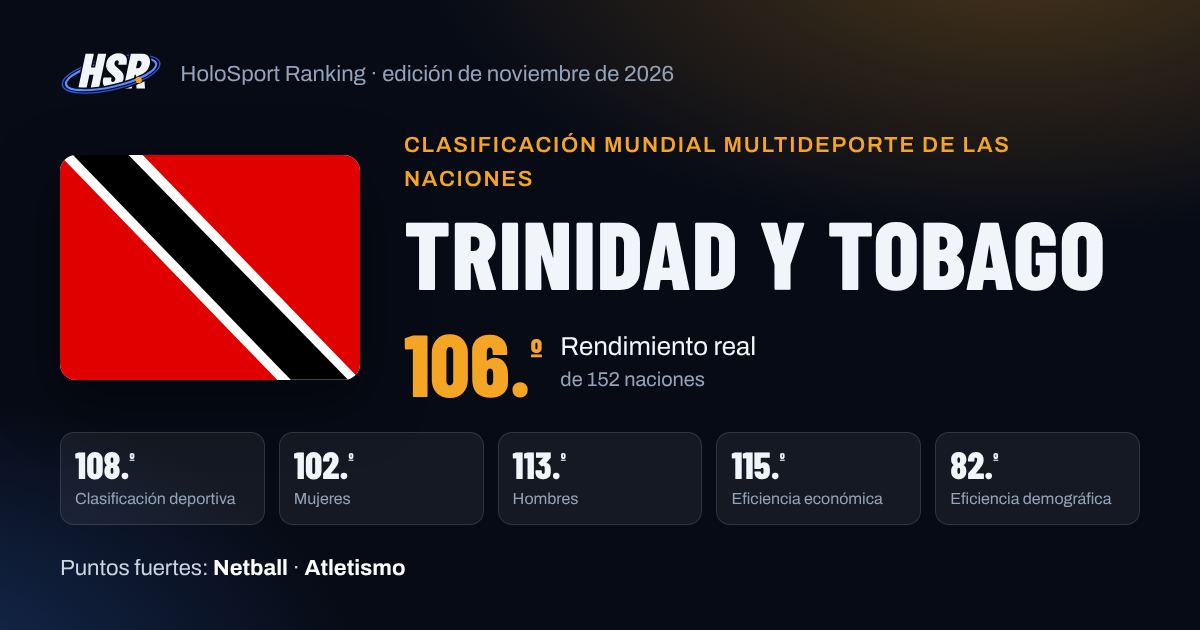 HSR
HoloSport Ranking · edición de noviembre de 2026
CLASIFICACIÓN MUNDIAL MULTIDEPORTE DE LAS
NACIONES
TRINIDAD Y TOBAGO
106.º
Rendimiento real
de 152 naciones
108.º
Clasificación deportiva
102.º
Mujeres
113.º
Hombres
115.º
Eficiencia económica
82.º
Eficiencia demográfica
Puntos fuertes: Netball · Atletismo